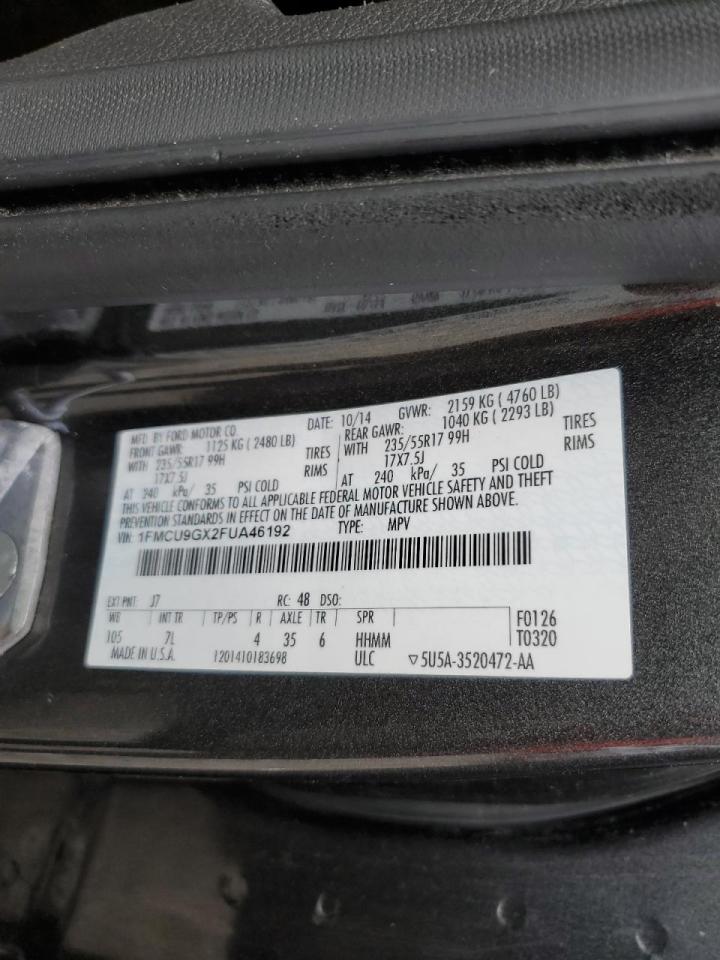 MFD BY FORD MOTOR CO
DATE: 10/14 GVWR: 2159 KG ( 4760 LB)
FRONT GAWR: 1125 KG ( 2480 LB)
REAR GAWR: 1040 KG ( 2293 LB)
WITH 235/55R17 99H TIRES
WITH 235/55R17 99H TIRES
17X7.5J RIMS
17X7.5J RIMS
AT 240 kPa/ 35 PSI COLD
AT 240 kPa/ 35 PSI COLD
THIS VEHICLE CONFORMS TO ALL APPLICABLE FEDERAL MOTOR VEHICLE SAFETY AND THEFT
PREVENTION STANDARDS IN EFFECT ON THE DATE OF MANUFACTURE SHOWN ABOVE.
VIN: 1FMCU9GX2FUA46192 TYPE: MPV
EXT PNT: J7 RC: 48 DSO:
WB INT TR TP/PS R AXLE TR SPR F0126
105 7L 4 35 6 HHMM T0320
MADE IN U.S.A. 1201410183698 ULC ▽5U5A-3520472-AA